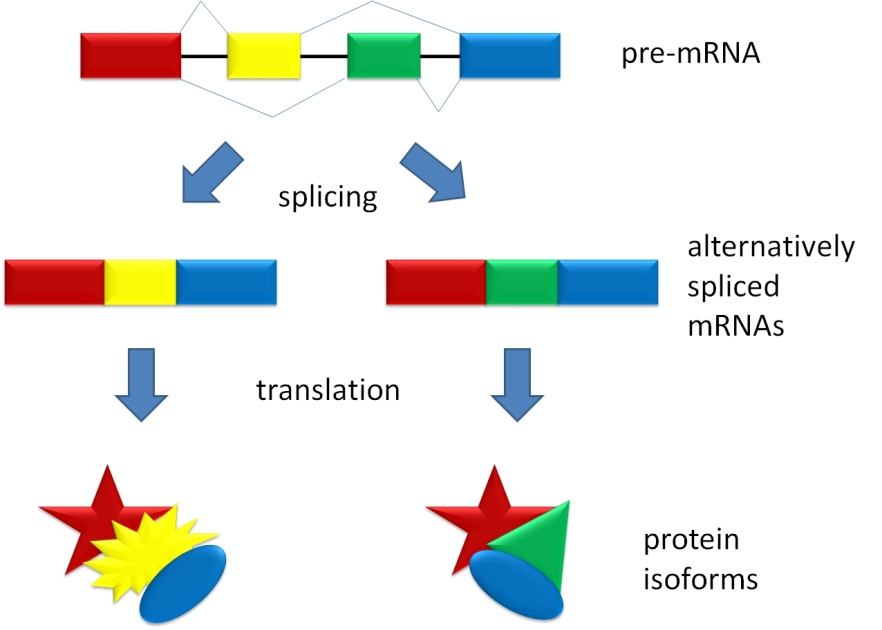 pre-mRNA
splicing
alternatively
spliced
mRNAs
translation
protein
isoforms